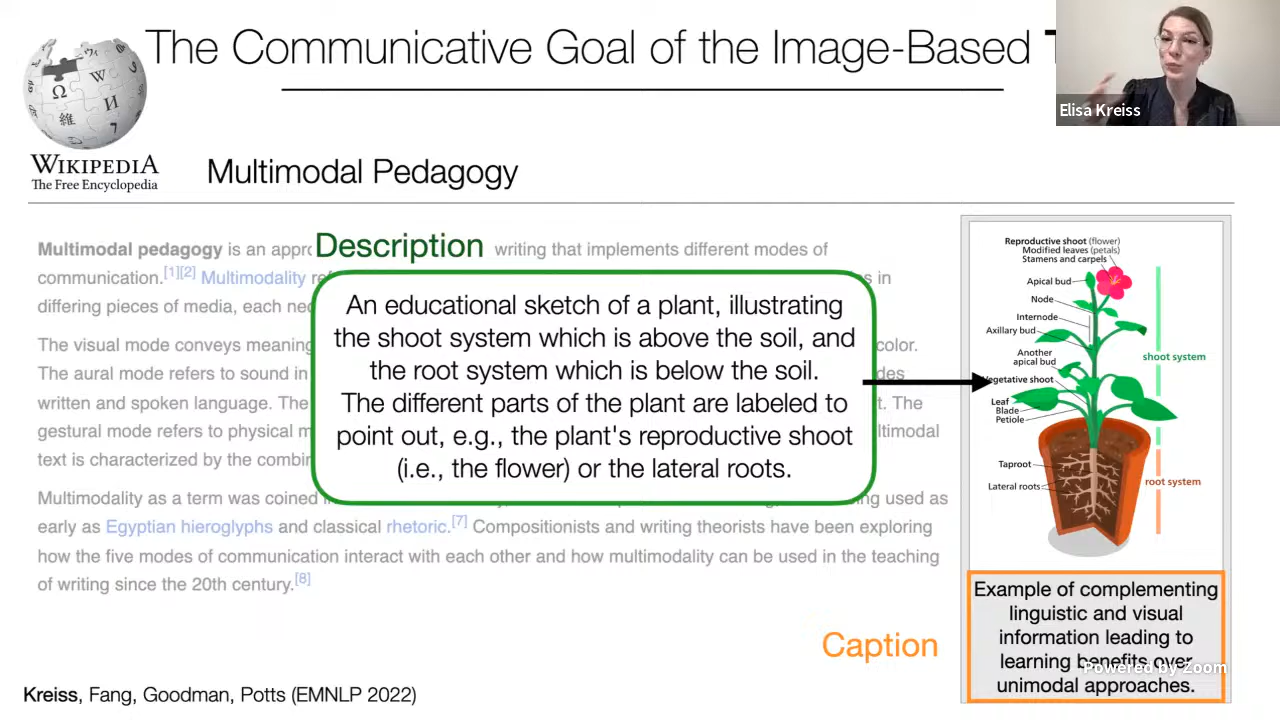 The Communicative Goal of the Image-Based
Elisa Kreiss
WIKIPEDIA
The Free Encyclopedia
Multimodal Pedagogy
Multimodal pedagogy is an
writing that implements different modes of
communication.[1][2] Multimodality
in
differing pieces of media, each
The visual mode conveys
color.
The aural mode refers to sound in
written and spoken language. The
The
gestural mode refers to physical
text is characterized by the
Multimodality as a term was coined
used as
early as Egyptian hieroglyphs and classical rhetoric.[7] Compositionists and writing theorists have been exploring
how the five modes of communication interact with each other and how multimodality can be used in the teaching
of writing since the 20th century.[8]
Description
An educational sketch of a plant, illustrating
the shoot system which is above the soil, and
the root system which is below the soil.
The different parts of the plant are labeled to
point out, e.g., the plant's reproductive shoot
(i.e., the flower) or the lateral roots.
Reproductive shoot (flower)
Modified leaves (petals)
Stamens and carpels
Apical bud
Node
Internode
Axillary bud
Another
apical bud
Vegetative shoot
Leaf
Blade
Petiole
Taproot
Lateral roots
shoot system
root system
Caption
Example of complementing
linguistic and visual
information leading to
learning benefits over
unimodal approaches.
Powered by Zoom
Kreiss, Fang, Goodman, Potts (EMNLP 2022)